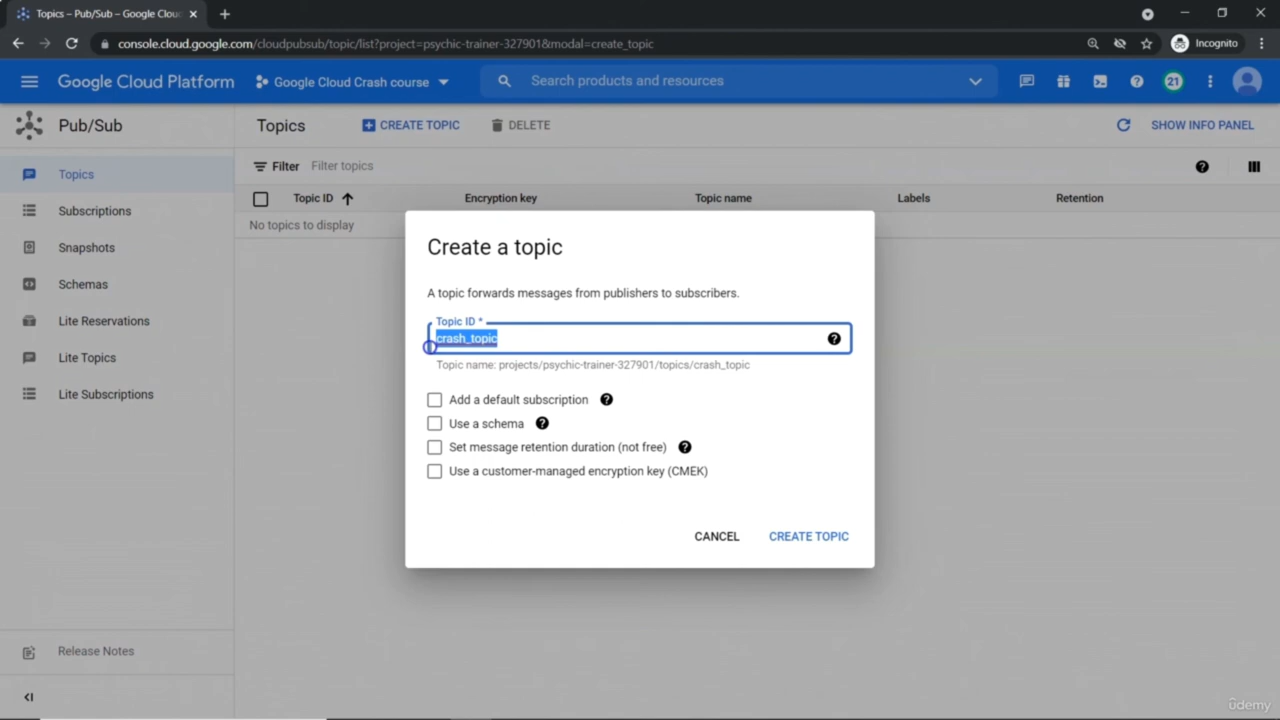 Topics – Pub/Sub – Google Clou
console.cloud.google.com/cloudpubsub/topic/list?project=psychic-trainer-327901&modal=create_topic
Incognito
Google Cloud Platform
Google Cloud Crash course
Search products and resources
21
Pub/Sub
Topics
CREATE TOPIC
DELETE
SHOW INFO PANEL
Topics
Subscriptions
Snapshots
Schemas
Lite Reservations
Lite Topics
Lite Subscriptions
Release Notes
Filter Filter topics
Topic ID Encryption key Topic name Labels Retention
No topics to display
Create a topic
A topic forwards messages from publishers to subscribers.
Topic ID *
crash_topic
Topic name: projects/psychic-trainer-327901/topics/crash_topic
Add a default subscription
Use a schema
Set message retention duration (not free)
Use a customer-managed encryption key (CMEK)
CANCEL CREATE TOPIC
ûdemy